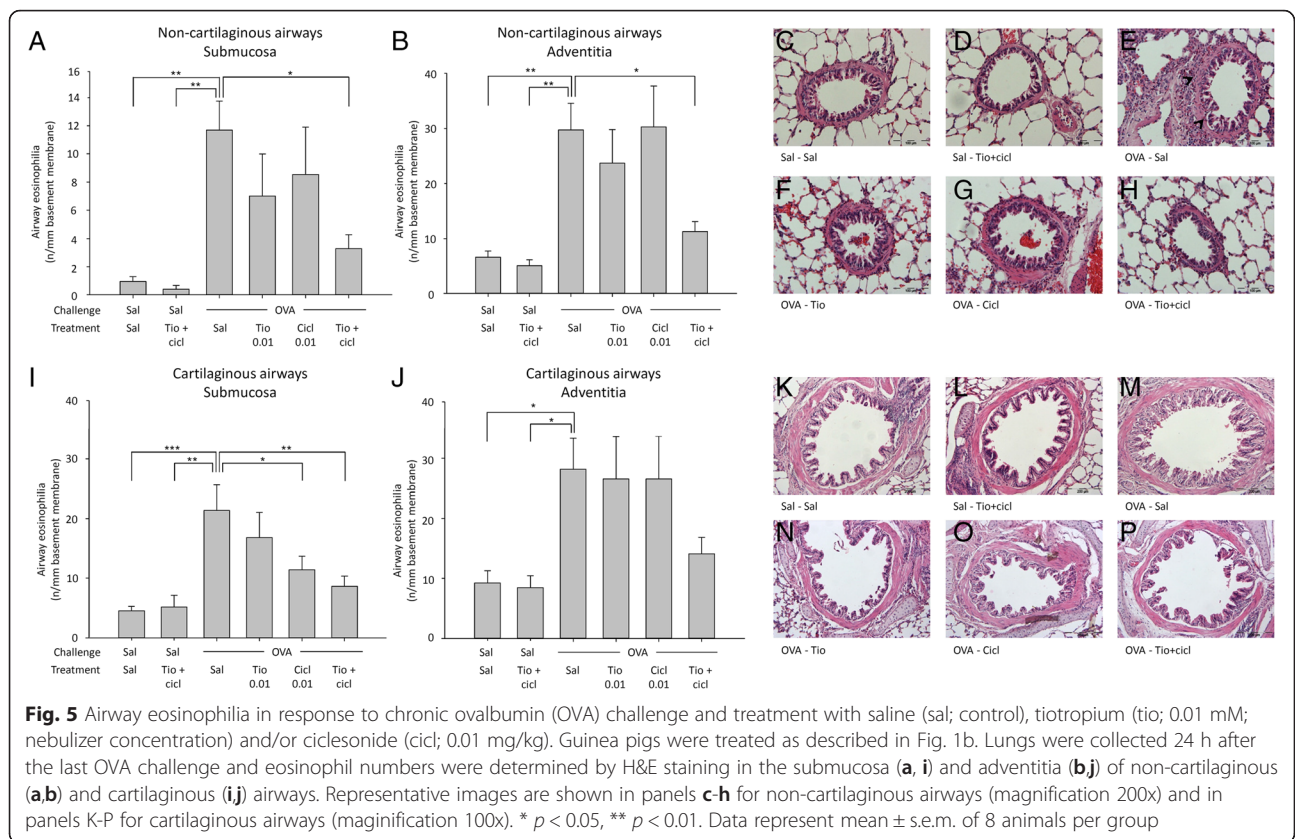 A
Non-cartilaginous airways
Submucosa
Airway eosinophilia
(n/mm basement membrane)
16
14
12
10
8
6
4
2
0
** ** *
Challenge Sal Sal OVA
Treatment Sal Tio + cicl Sal Tio 0.01 Cicl 0.01 Tio + cicl
B
Non-cartilaginous airways
Adventitia
Airway eosinophilia
(n/mm basement membrane)
40
30
20
10
0
** ** *
Sal Sal OVA
Sal Tio + cicl Sal Tio 0.01 Cicl 0.01 Tio + cicl
C
Sal - Sal
D
Sal - Tio+cicl
E
OVA - Sal
F
OVA - Tio
G
OVA - Cicl
H
OVA - Tio+cicl
I
Cartilaginous airways
Submucosa
Airway eosinophilia
(n/mm basement membrane)
40
30
20
10
0
*** ** * **
Challenge Sal Sal OVA
Treatment Sal Tio + cicl Sal Tio 0.01 Cicl 0.01 Tio + cicl
J
Cartilaginous airways
Adventitia
Airway eosinophilia
(n/mm basement membrane)
40
30
20
10
0
* *
Sal Sal OVA
Sal Tio + cicl Sal Tio 0.01 Cicl 0.01 Tio + cicl
K
Sal - Sal
L
Sal - Tio+cicl
M
OVA - Sal
N
OVA - Tio
O
OVA - Cicl
P
OVA - Tio+cicl
Fig. 5 Airway eosinophilia in response to chronic ovalbumin (OVA) challenge and treatment with saline (sal; control), tiotropium (tio; 0.01 mM;
nebulizer concentration) and/or ciclesonide (cicl; 0.01 mg/kg). Guinea pigs were treated as described in Fig. 1b. Lungs were collected 24 h after
the last OVA challenge and eosinophil numbers were determined by H&E staining in the submucosa (a, i) and adventitia (b,j) of non-cartilaginous
(a,b) and cartilaginous (i,j) airways. Representative images are shown in panels c-h for non-cartilaginous airways (magnification 200x) and in
panels K-P for cartilaginous airways (maginification 100x). * p < 0.05, ** p < 0.01. Data represent mean ± s.e.m. of 8 animals per group